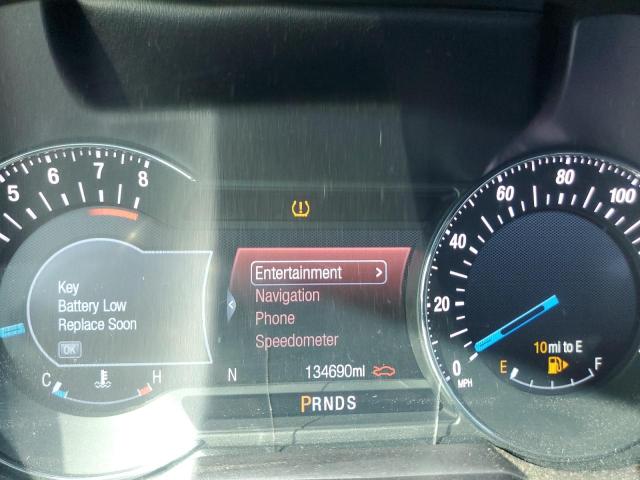 5 6 7 8
Key
Battery Low
Replace Soon
OK
C H
Entertainment >
Navigation
Phone
Speedometer
N 134690mi
PRNDS
0 20 40 60 80 100
MPH
10mi to E
E F